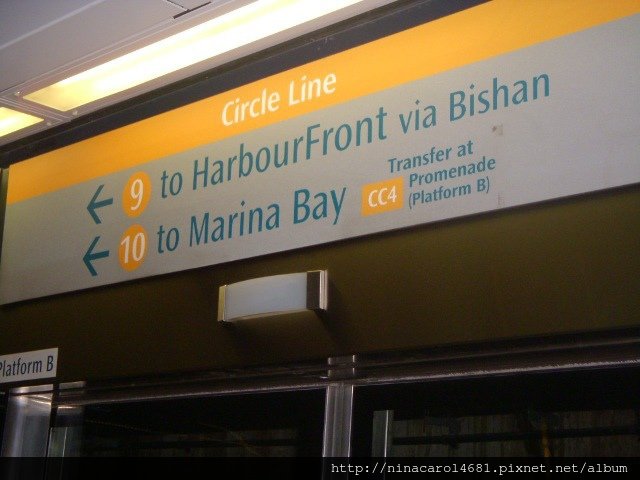 Circle Line
← 9 to HarbourFront via Bishan
← 10 to Marina Bay CC4 Transfer at
Promenade
(Platform B)
Platform B
http://ninacarol4681.pixnet.net/album